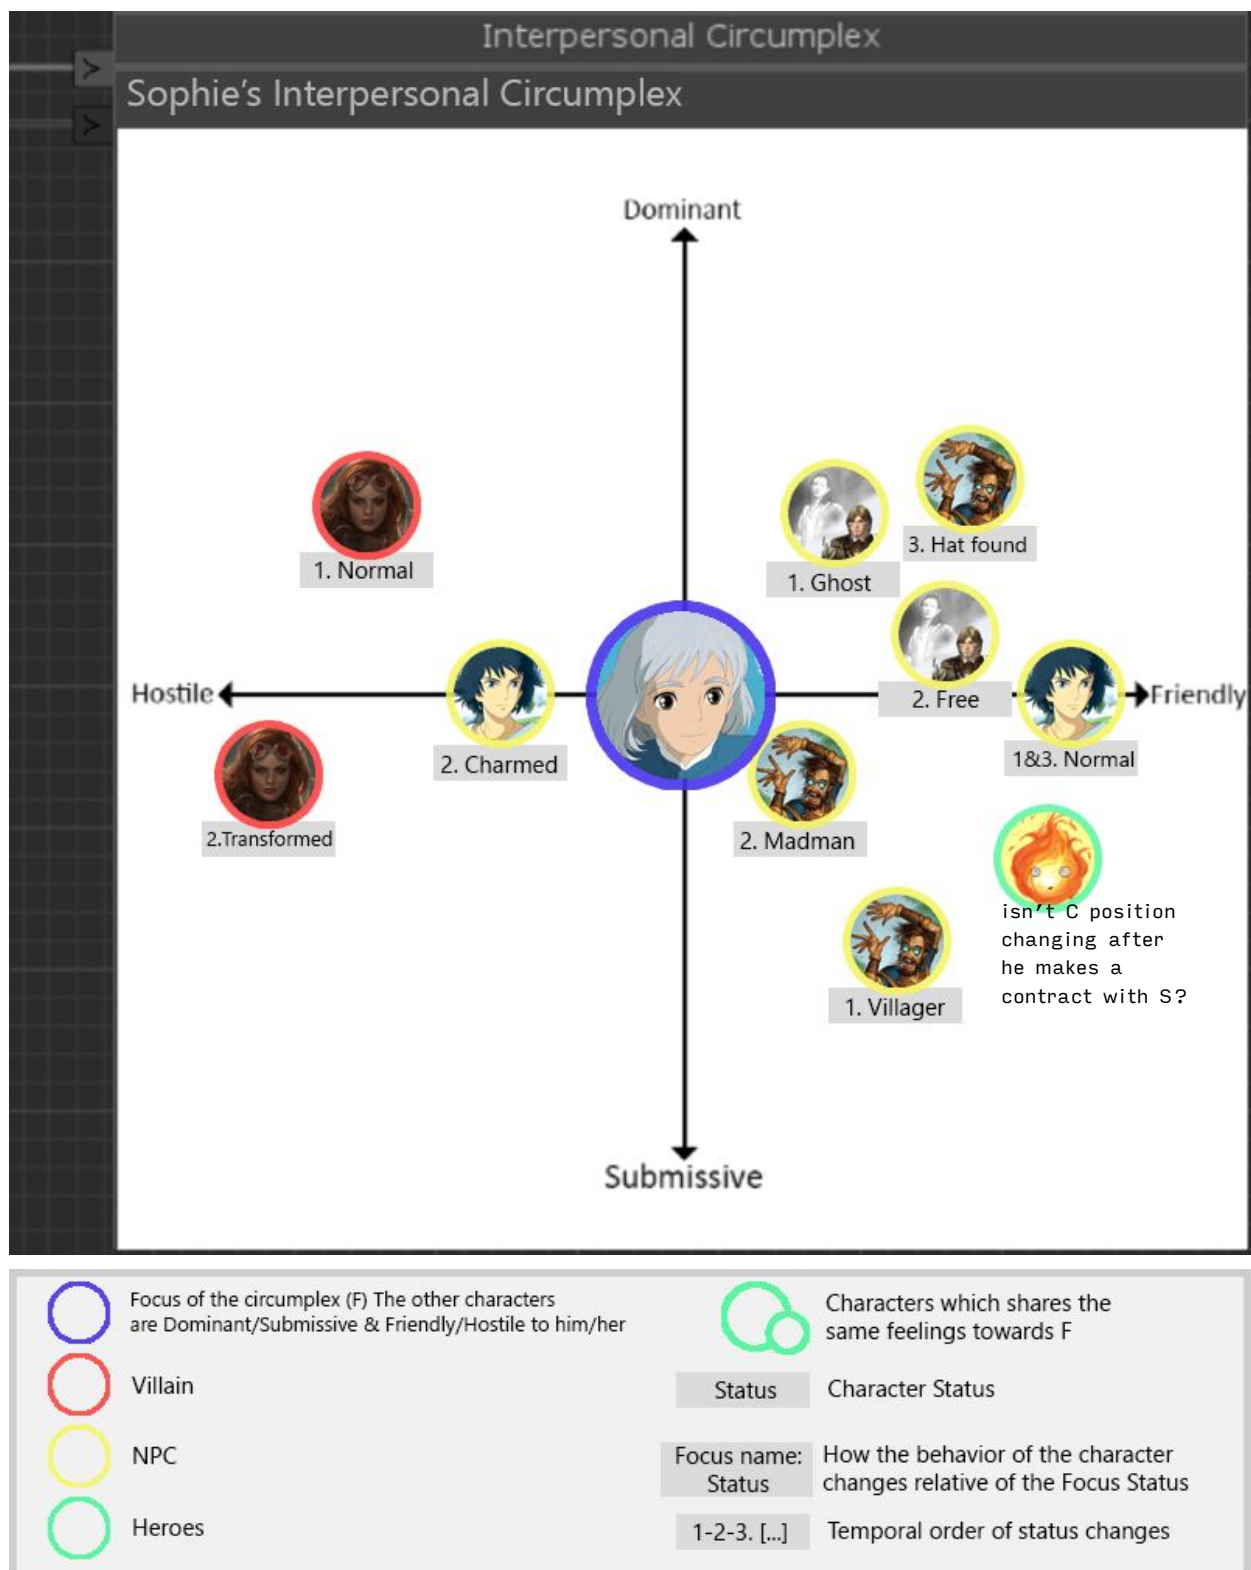 Interpersonal Circumplex
Sophie's Interpersonal Circumplex
Dominant
1. Normal
3. Hat found
1. Ghost
Hostile
Friendly
2. Free
2. Charmed
1&3. Normal
2.Transformed
2. Madman
isn't C position
changing after
he makes a
contract with S?
1. Villager
Submissive
Focus of the circumplex (F) The other characters
are Dominant/Submissive & Friendly/Hostile to him/her
Villain
NPC
Heroes
Characters which shares the
same feelings towards F
Status
Character Status
Focus name:
Status
How the behavior of the character
changes relative of the Focus Status
1-2-3. [...]
Temporal order of status changes